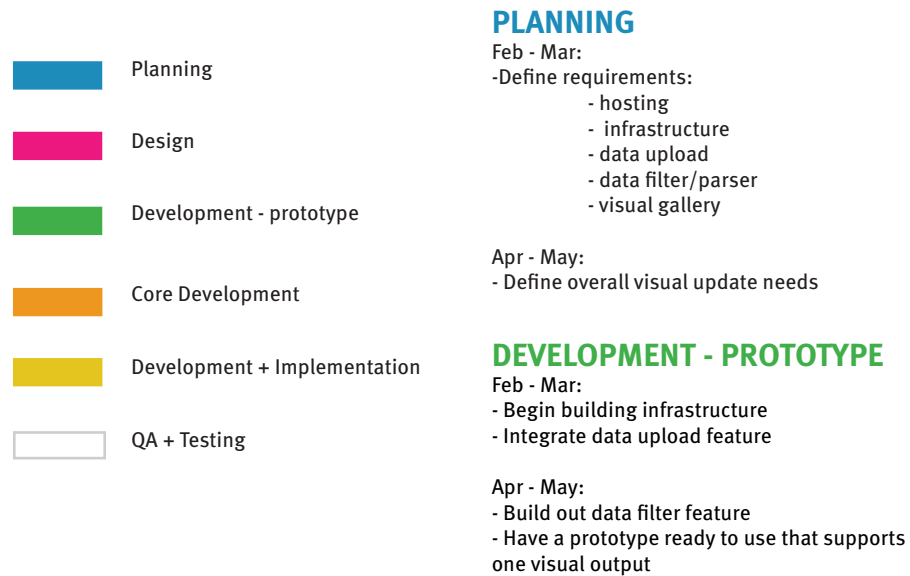 Planning
Design
Development - prototype
Core Development
Development + Implementation
QA + Testing
PLANNING
Feb - Mar:
-Define requirements:
- hosting
- infrastructure
- data upload
- data filter/parser
- visual gallery
Apr - May:
- Define overall visual update needs
DEVELOPMENT - PROTOTYPE
Feb - Mar:
- Begin building infrastructure
- Integrate data upload feature
Apr - May:
- Build out data filter feature
- Have a prototype ready to use that supports
one visual output